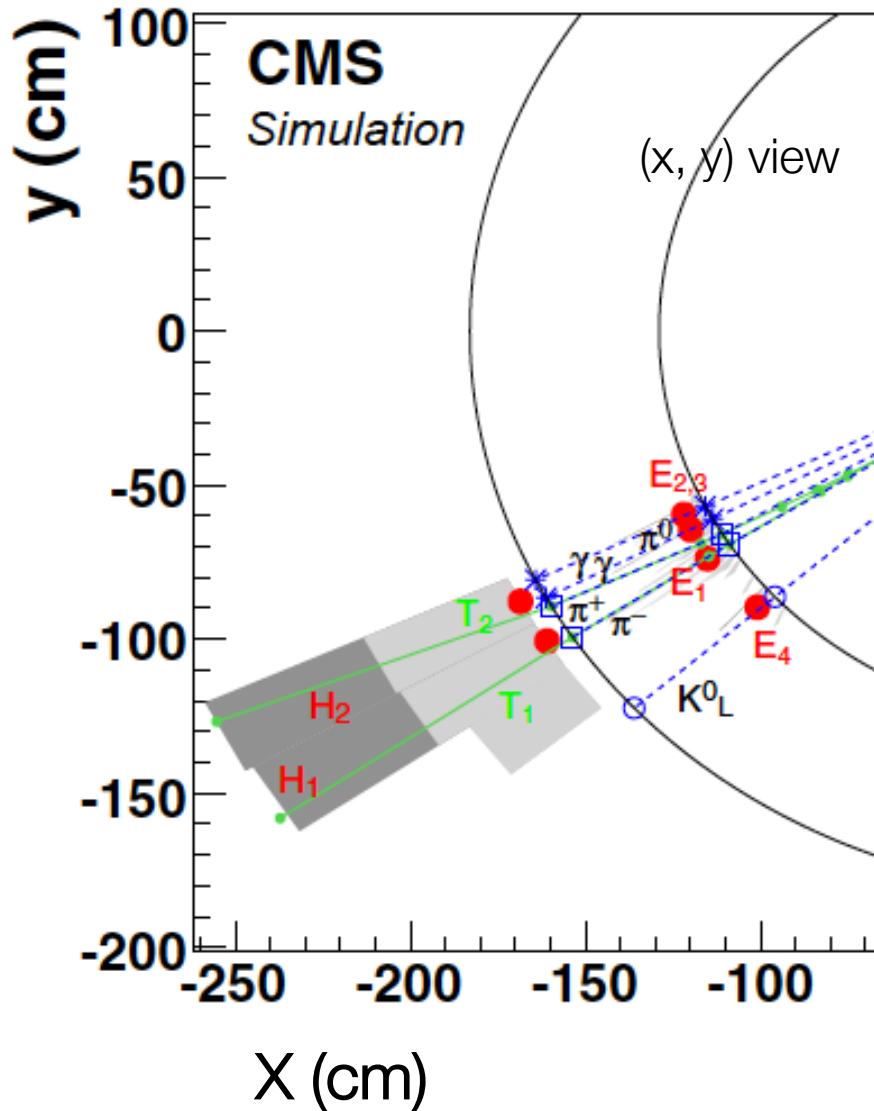 y (cm)
100
50
0
-50
-100
-150
-200
CMS
Simulation
(x, y) view
E2,3
π0
γ γ
E1
T2
π+
π−
E4
K0L
H2
T1
H1
-250
-200
-150
-100
X (cm)